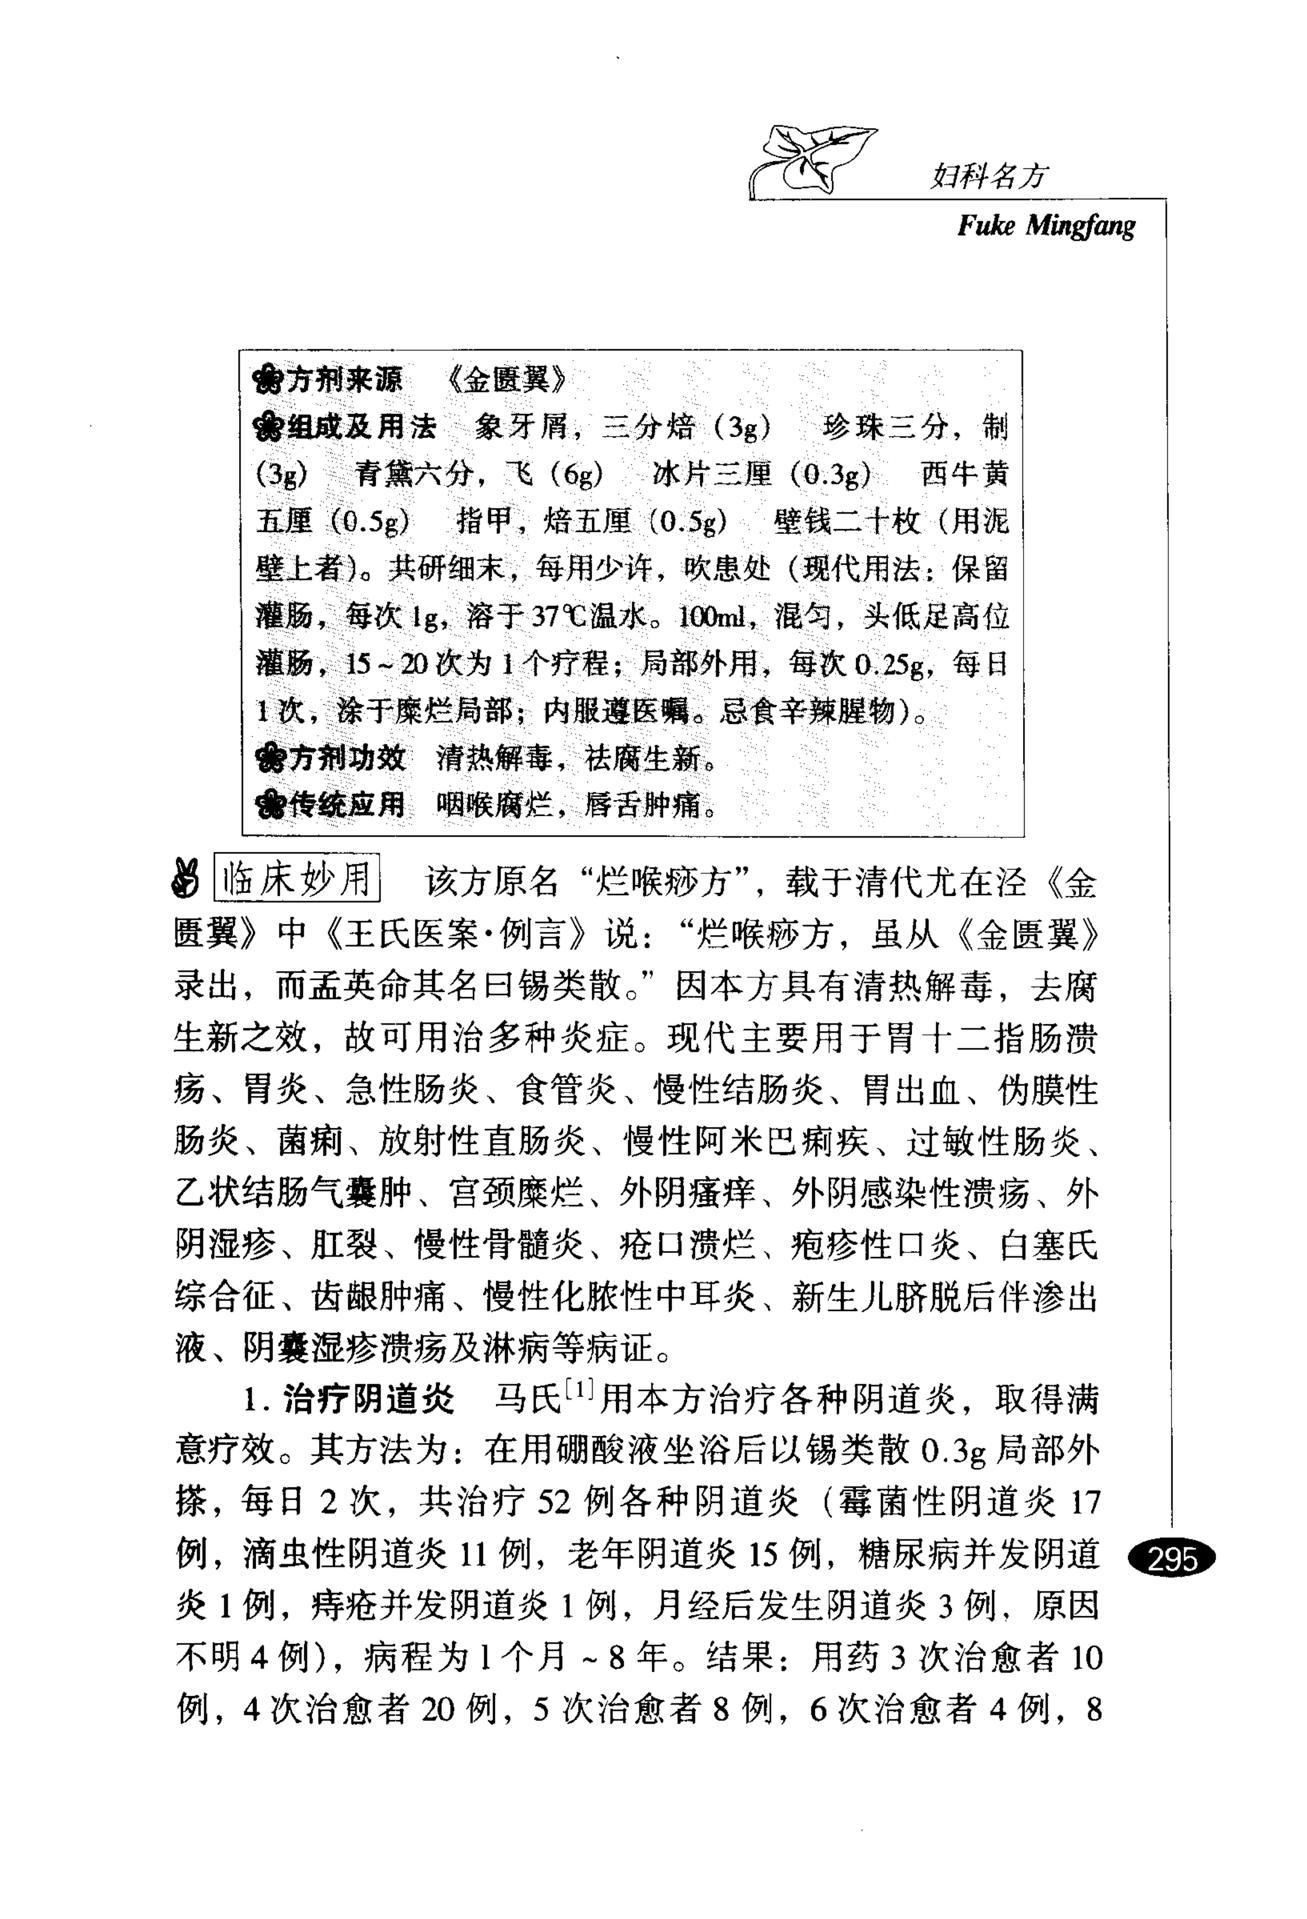 妇科名方
Fuke Mingfang
方剂来源 《金匮翼》
组成及用法 象牙屑，三分焙（3g） 珍珠三分，制
（3g） 青黛六分，飞（6g） 冰片三厘（0.3g） 西牛黄
五厘（0.5g） 指甲，焙五厘（0.5g） 壁钱二十枚（用泥
壁上者）。共研细末，每用少许，吹患处（现代用法：保留
灌肠，每次1g，溶于37℃温水。100ml，混匀，头低足高位
灌肠，15～20次为1个疗程；局部外用，每次0.25g，每日
1次，涂于糜烂局部；内服遵医嘱。忌食辛辣腥物）。
方剂功效 清热解毒，祛腐生新。
传统应用 咽喉腐烂，唇舌肿痛。
临床妙用 该方原名“烂喉痧方”，载于清代尤在泾《金
匮翼》中《王氏医案·例言》说：“烂喉痧方，虽从《金匮翼》
录出，而孟英命其名曰锡类散。”因本方具有清热解毒，去腐
生新之效，故可用治多种炎症。现代主要用于胃十二指肠溃
疡、胃炎、急性肠炎、食管炎、慢性结肠炎、胃出血、伪膜性
肠炎、菌痢、放射性直肠炎、慢性阿米巴痢疾、过敏性肠炎、
乙状结肠气囊肿、宫颈糜烂、外阴瘙痒、外阴感染性溃疡、外
阴湿疹、肛裂、慢性骨髓炎、疮口溃烂、疱疹性口炎、白塞氏
综合征、齿龈肿痛、慢性化脓性中耳炎、新生儿脐脱后伴渗出
液、阴囊湿疹溃疡及淋病等病证。
1. 治疗阴道炎 马氏[1]用本方治疗各种阴道炎，取得满
意疗效。其方法为：在用硼酸液坐浴后以锡类散0.3g局部外
搽，每日2次，共治疗52例各种阴道炎（霉菌性阴道炎17
例，滴虫性阴道炎11例，老年阴道炎15例，糖尿病并发阴道
炎1例，痔疮并发阴道炎1例，月经后发生阴道炎3例，原因
不明4例），病程为1个月～8年。结果：用药3次治愈者10
例，4次治愈者20例，5次治愈者8例，6次治愈者4例，8
295